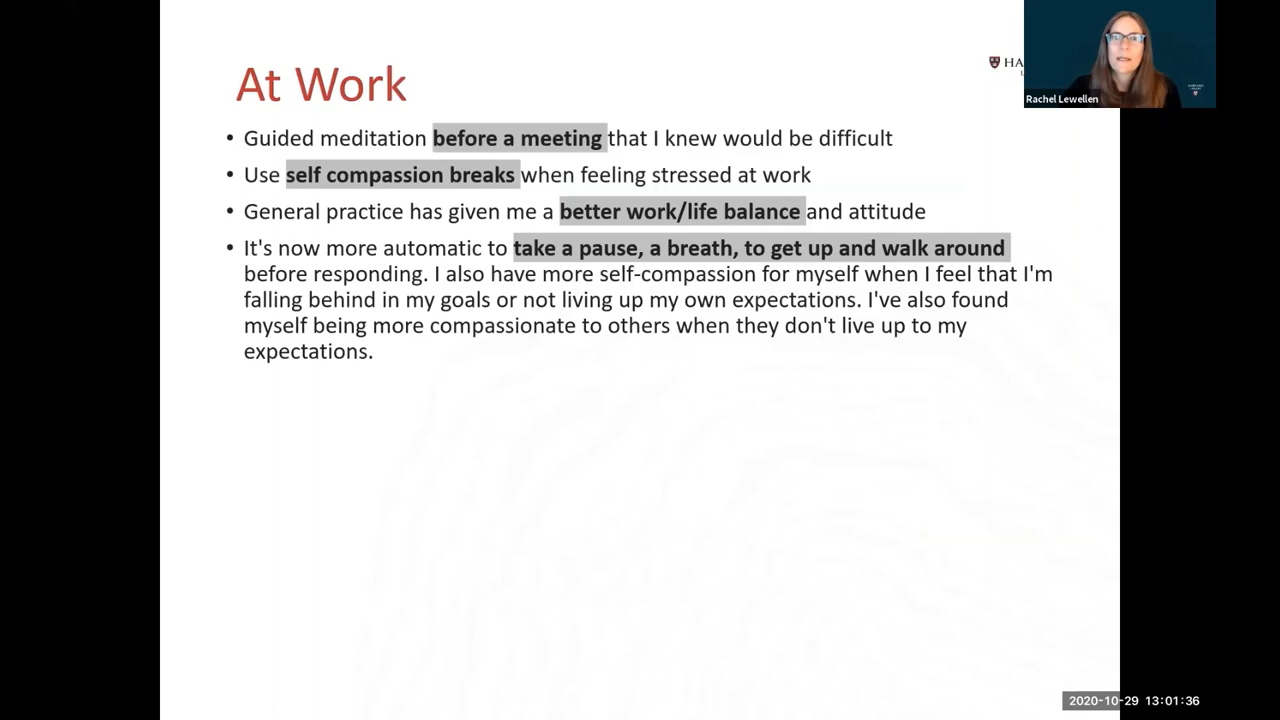 At Work
HA
Rachel Lewellen
• Guided meditation before a meeting that I knew would be difficult
• Use self compassion breaks when feeling stressed at work
• General practice has given me a better work/life balance and attitude
• It's now more automatic to take a pause, a breath, to get up and walk around
before responding. I also have more self-compassion for myself when I feel that I'm
falling behind in my goals or not living up my own expectations. I've also found
myself being more compassionate to others when they don't live up to my
expectations.
2020-10-29 13:01:36